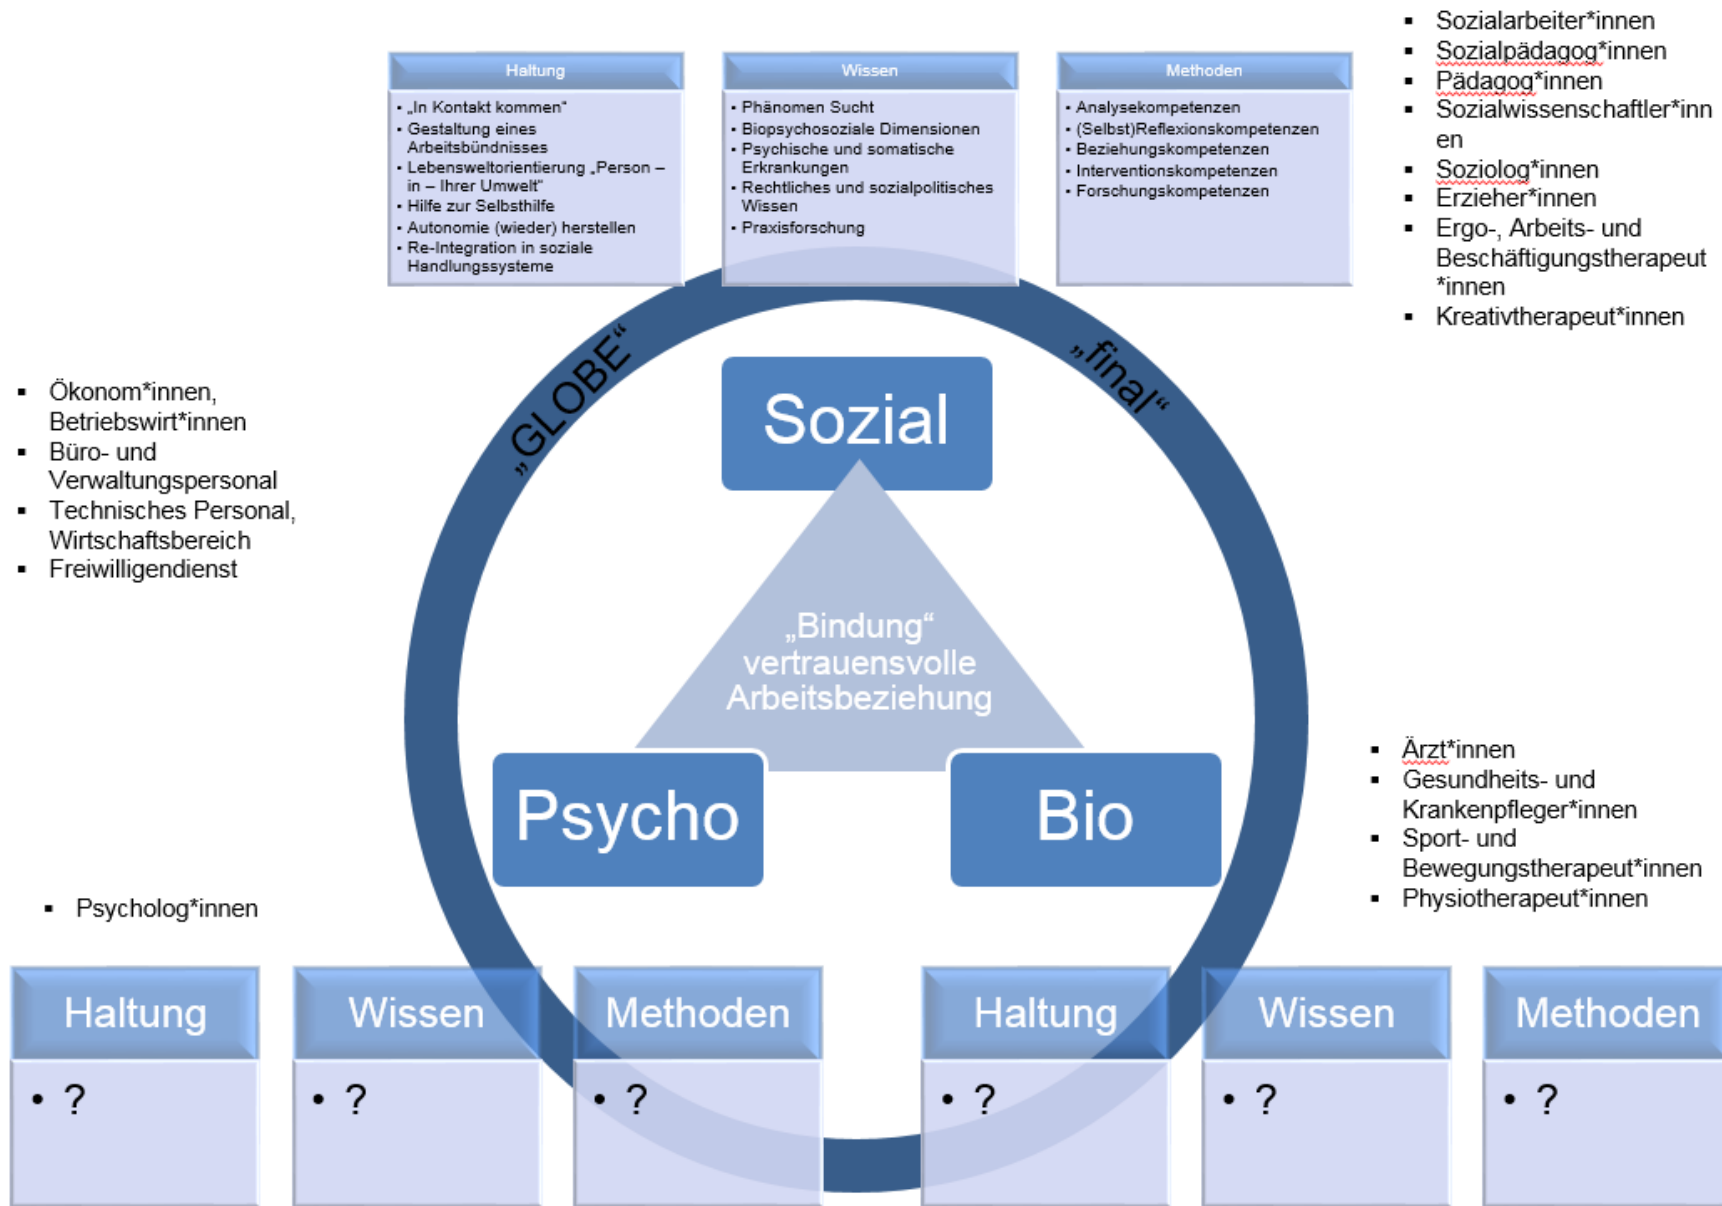 Haltung
„In Kontakt kommen“
Gestaltung eines
Arbeitsbündnisses
Lebensweltorientierung „Person –
in – Ihrer Umwelt“
Hilfe zur Selbsthilfe
Autonomie (wieder) herstellen
Re-Integration in soziale
Handlungssysteme
Wissen
Phänomen Sucht
Biopsychosoziale Dimensionen
Psychische und somatische
Erkrankungen
Rechtliches und sozialpolitisches
Wissen
Praxisforschung
Methoden
Analysekompetenzen
(Selbst)Reflexionskompetenzen
Beziehungskompetenzen
Interventionskompetenzen
Forschungskompetenzen
Sozialarbeiter*innen
Sozialpädagog*innen
Pädagog*innen
Sozialwissenschaftler*inn
en
Soziolog*innen
Erzieher*innen
Ergo-, Arbeits- und
Beschäftigungstherapeut
*innen
Kreativtherapeut*innen
„GLOBE“
„final“
Ökonom*innen,
Betriebswirt*innen
Büro- und
Verwaltungspersonal
Technisches Personal,
Wirtschaftsbereich
Freiwilligendienst
Sozial
„Bindung“
vertrauensvolle
Arbeitsbeziehung
Psycho
Bio
Ärzt*innen
Gesundheits- und
Krankenpfleger*innen
Sport- und
Bewegungstherapeut*innen
Physiotherapeut*innen
Psycholog*innen
Haltung
• ?
Wissen
• ?
Methoden
• ?
Haltung
• ?
Wissen
• ?
Methoden
• ?